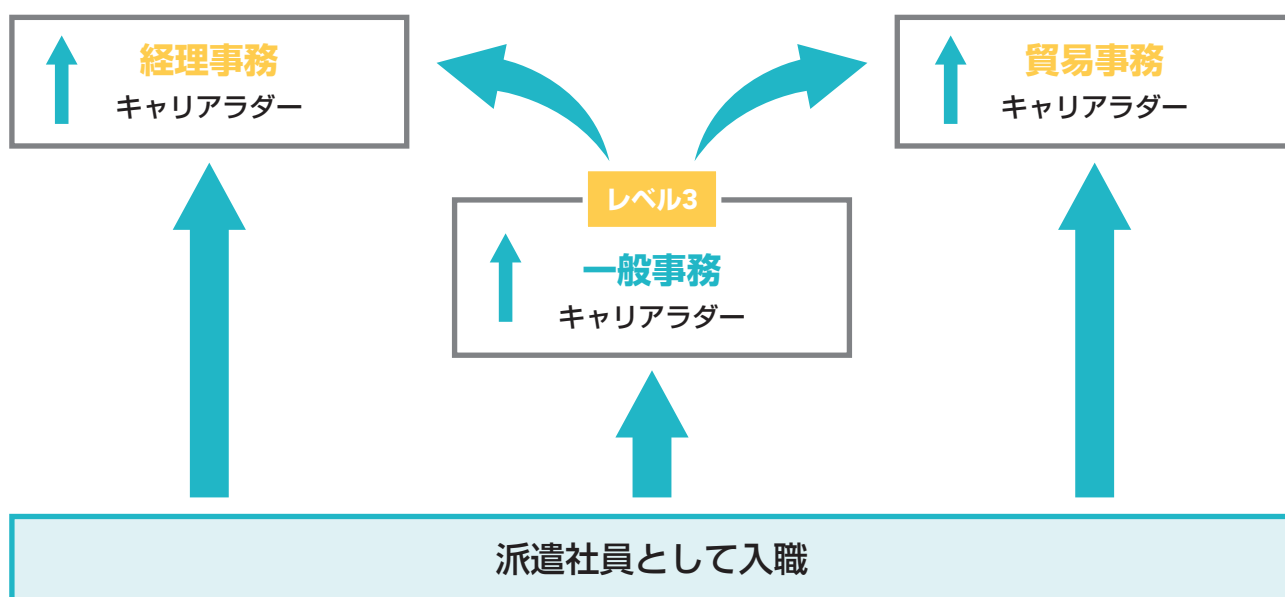 経理事務
キャリアラダー
貿易事務
キャリアラダー
レベル3
一般事務
キャリアラダー
派遣社員として入職